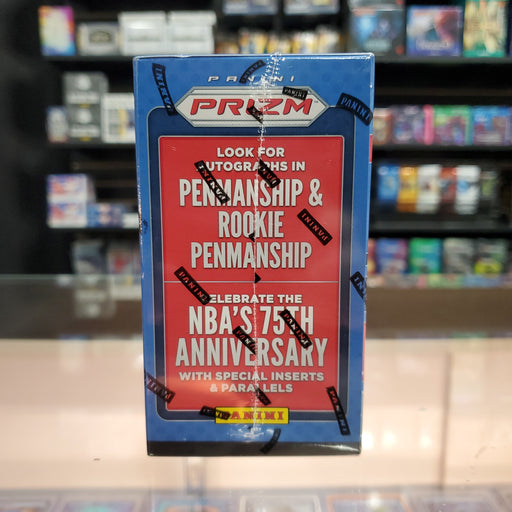 PANINI
PRIZM
LOOK FOR
AUTOGRAPHS IN
PENMANSHIP &
ROOKIE
PENMANSHIP
CELEBRATE THE
NBA'S 75TH
ANNIVERSARY
WITH SPECIAL INSERTS
& PARALLELS
PANINI